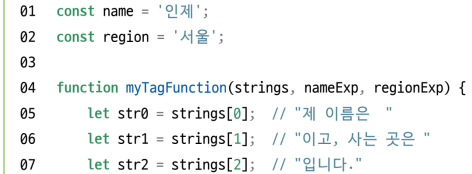 01 const name = '인제';
02 const region = '서울';
03
04 function myTagFunction(strings, nameExp, regionExp) {
05     let str0 = strings[0];  // "제 이름은  "
06     let str1 = strings[1];  // "이고, 사는 곳은 "
07     let str2 = strings[2];  // "입니다."